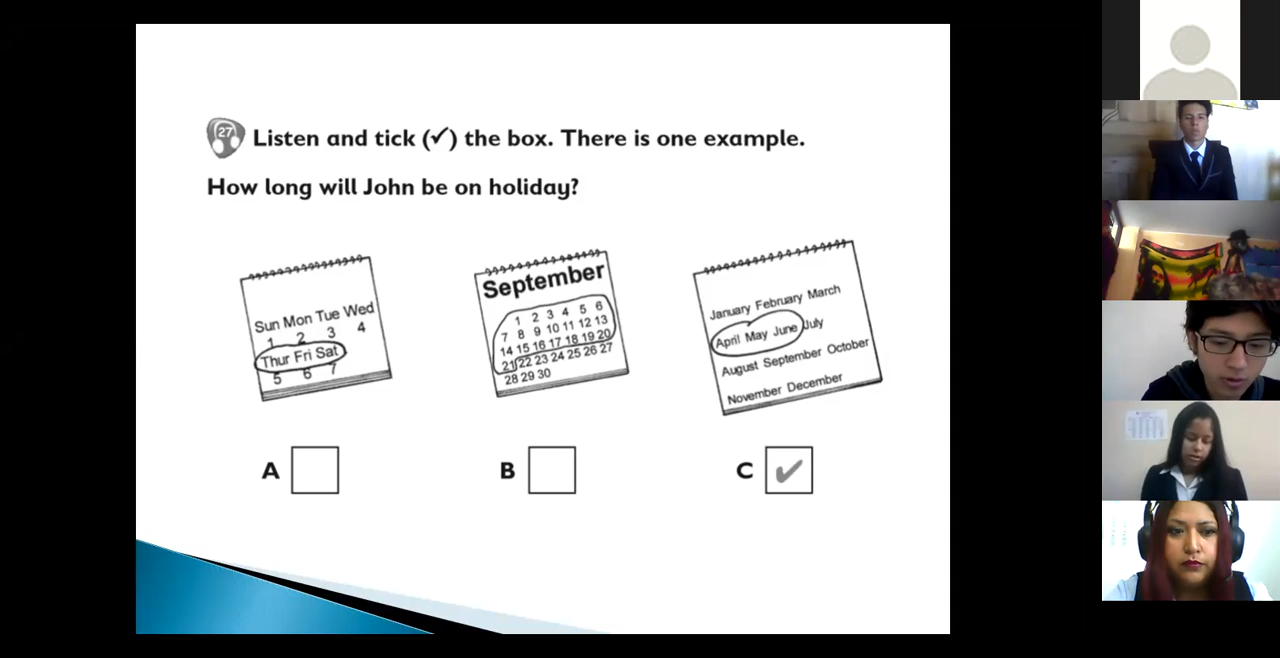 27
Listen and tick (✓) the box. There is one example.
How long will John be on holiday?
Sun Mon Tue Wed
1 2 3 4
Thur Fri Sat
5 6 7
September
1 2 3 4 5 6
7 8 9 10 11 12 13
14 15 16 17 18 19 20
21 22 23 24 25 26 27
28 29 30
January February March
April May June July
August September October
November December
A
B
C ✓